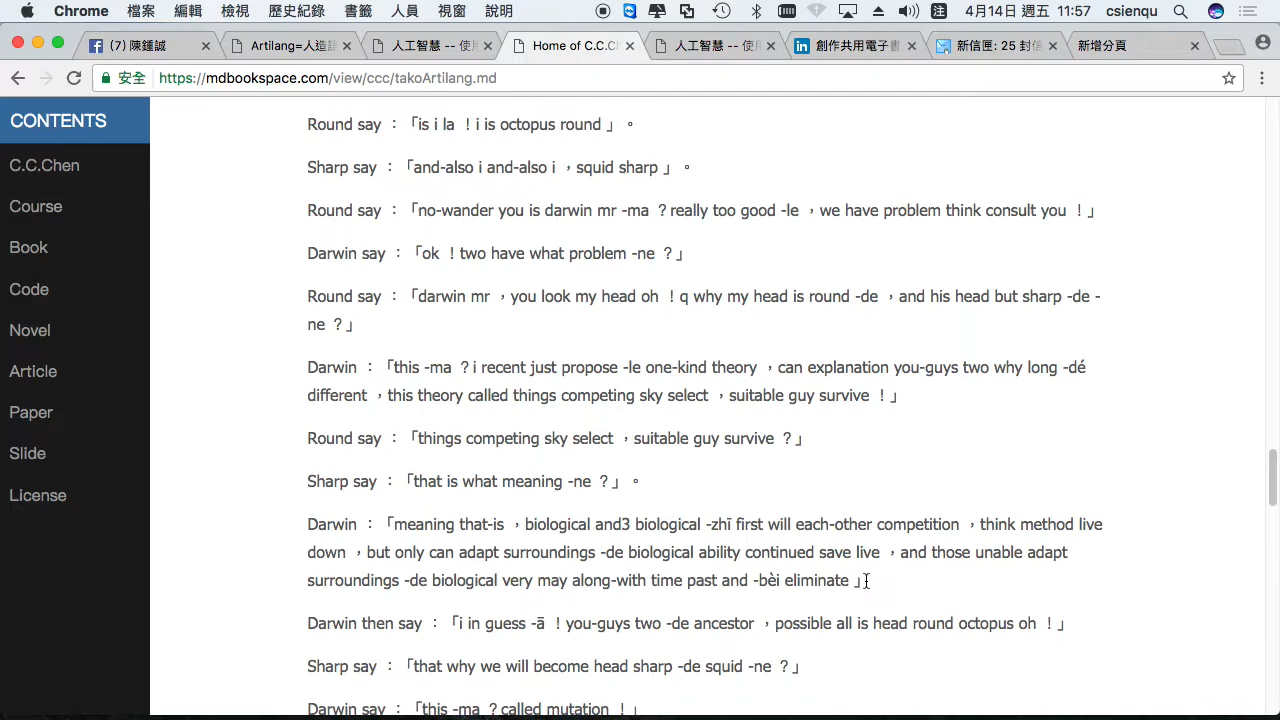 Chrome 檔案 編輯 檢視 歷史紀錄 書籤 人員 視窗 說明 注 4月14日 週五 11:57 csienqu
(7) 陳鍾誠 Artilang=人造語 人工智慧 -- 使用 Home of C.C.Ch 人工智慧 -- 使用 創作共用電子書 新信匣: 25 封信 新增分頁
安全 https://mdbookspace.com/view/ccc/takoArtilang.md
CONTENTS
C.C.Chen
Course
Book
Code
Novel
Article
Paper
Slide
License
Round say ：「is i la ！i is octopus round 」。
Sharp say ：「and-also i and-also i ，squid sharp 」。
Round say ：「no-wander you is darwin mr -ma ？really too good -le ，we have problem think consult you ！」
Darwin say ：「ok ！two have what problem -ne ？」
Round say ：「darwin mr ，you look my head oh ！q why my head is round -de ，and his head but sharp -de -
ne ？」
Darwin ：「this -ma ？i recent just propose -le one-kind theory ，can explanation you-guys two why long -dé
different ，this theory called things competing sky select ，suitable guy survive ！」
Round say ：「things competing sky select ，suitable guy survive ？」
Sharp say ：「that is what meaning -ne ？」。
Darwin ：「meaning that-is ，biological and3 biological -zhī first will each-other competition ，think method live
down ，but only can adapt surroundings -de biological ability continued save live ，and those unable adapt
surroundings -de biological very may along-with time past and -bèi eliminate 」
Darwin then say ：「i in guess -ā ！you-guys two -de ancestor ，possible all is head round octopus oh ！」
Sharp say ：「that why we will become head sharp -de squid -ne ？」
Darwin say ：「this -ma ？called mutation ！」